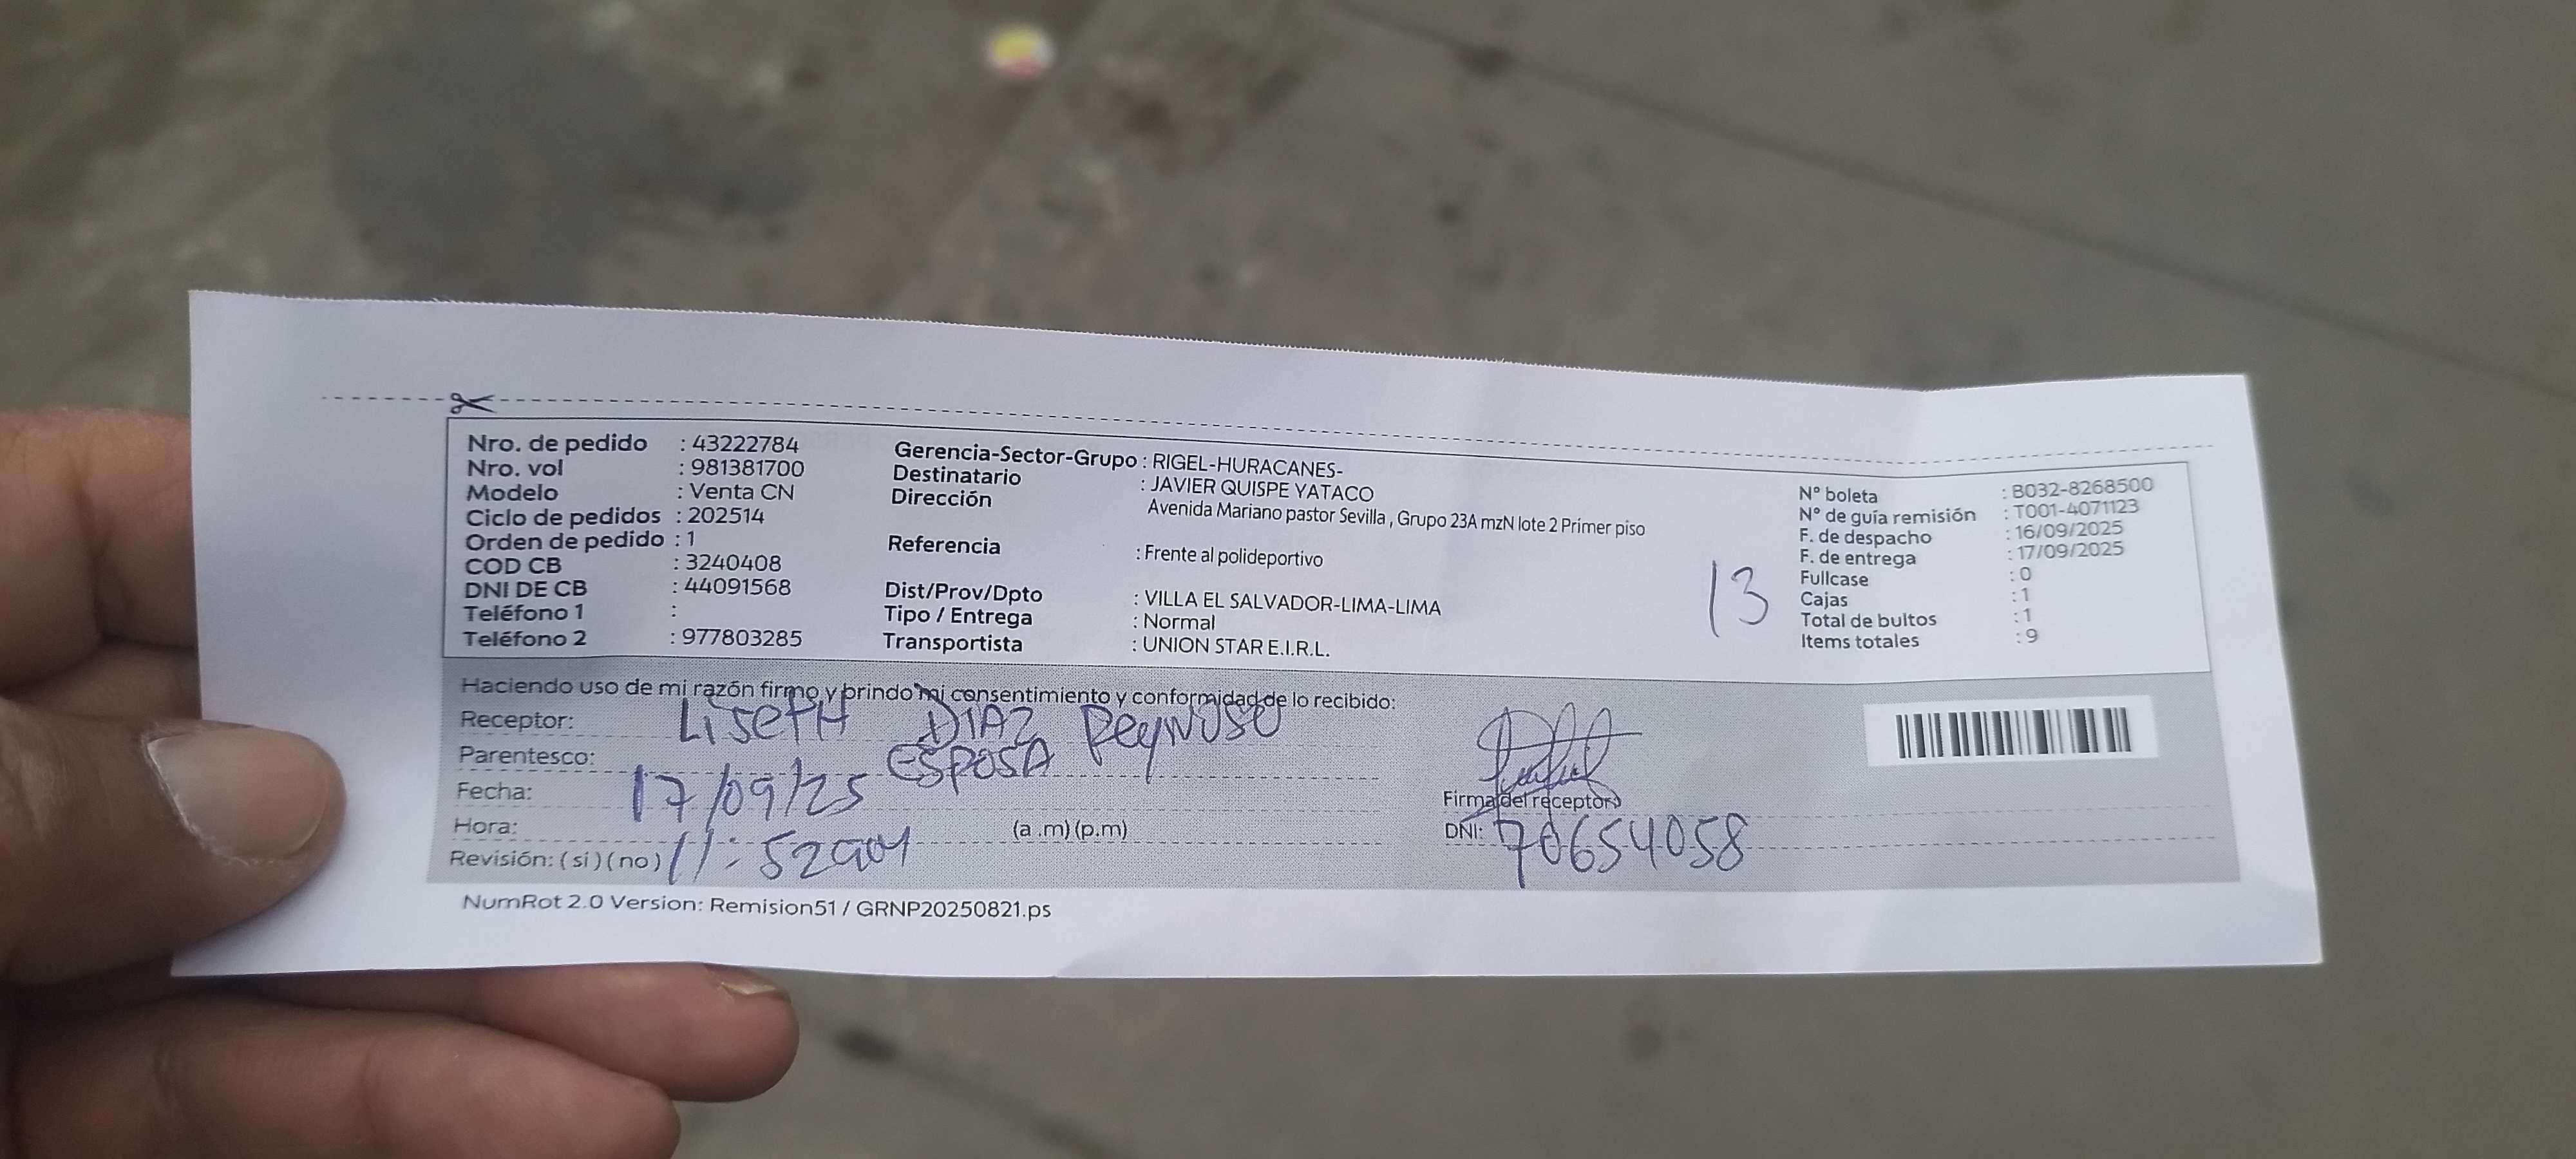 Nro. de pedido : 43222784
Nro. vol : 981381700
Modelo : Venta CN
Ciclo de pedidos : 202514
Orden de pedido : 1
COD CB : 3240408
DNI DE CB : 44091568
Teléfono 1 :
Teléfono 2 : 977803285
Gerencia-Sector-Grupo : RIGEL-HURACANES-
Destinatario : JAVIER QUISPE YATACO
Dirección Avenida Mariano pastor Sevilla , Grupo 23A mzN lote 2 Primer piso
Referencia : Frente al polideportivo
Dist/Prov/Dpto : VILLA EL SALVADOR-LIMA-LIMA
Tipo / Entrega : Normal
Transportista : UNION STAR E.I.R.L.
13
N° boleta : B032-8268500
N° de guía remisión : T001-4071123
F. de despacho : 16/09/2025
F. de entrega : 17/09/2025
Fullcase : 0
Cajas : 1
Total de bultos : 1
Items totales : 9
Haciendo uso de mi razón firmo y brindo mi consentimiento y conformidad de lo recibido:
Receptor: LiSetH DIAZ ReyNoso
Parentesco: ESPOSA
Fecha: 17/09/25
Hora: 11:52am (a .m) (p.m)
Revisión: ( si ) ( no )
Firma del receptor
DNI: 70654058
NumRot 2.0 Version: Remision51 / GRNP20250821.ps